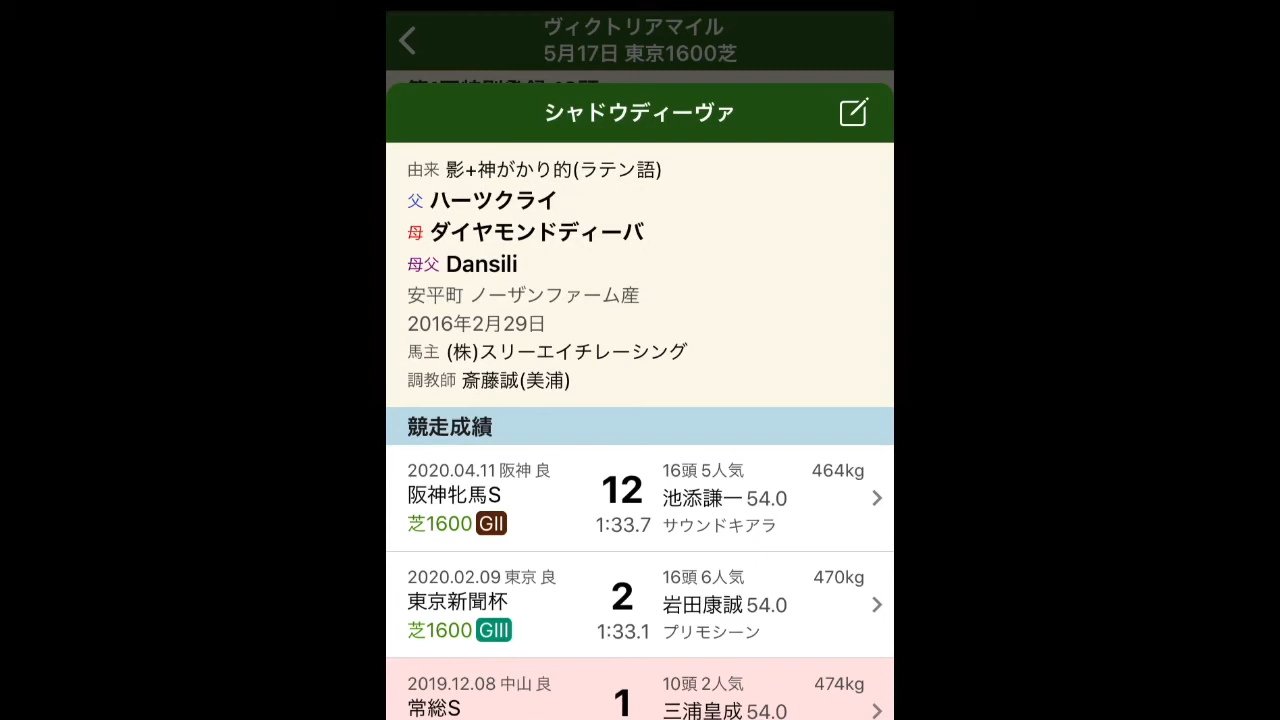 ヴィクトリアマイル
5月17日 東京1600芝
シャドウディーヴァ
由来 影+神がかり的(ラテン語)
父 ハーツクライ
母 ダイヤモンドディーバ
母父 Dansili
安平町 ノーザンファーム産
2016年2月29日
馬主 (株)スリーエイチレーシング
調教師 斎藤誠(美浦)
競走成績
2020.04.11 阪神 良
阪神牝馬S
芝1600 GII
12
1:33.7
16頭 5人気 464kg
池添謙一 54.0
サウンドキアラ
2020.02.09 東京 良
東京新聞杯
芝1600 GIII
2
1:33.1
16頭 6人気 470kg
岩田康誠 54.0
プリモシーン
2019.12.08 中山 良
常総S
1
10頭 2人気 474kg
三浦皇成 54.0